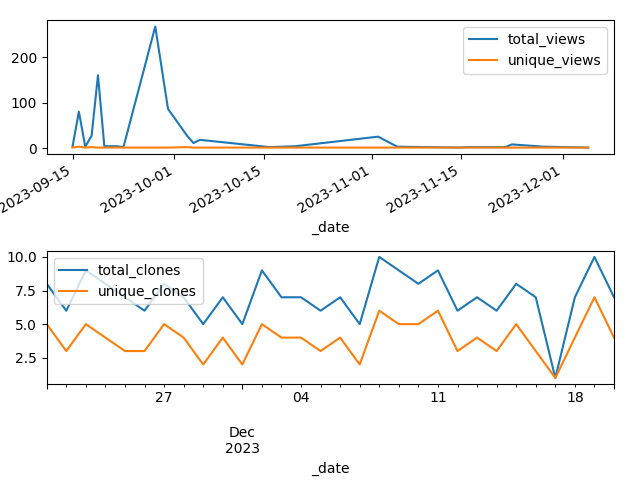 200
100
0
total_views
unique_views
2023-09-15
2023-10-01
2023-10-15
2023-11-01
2023-11-15
2023-12-01
_date
10.0
7.5
5.0
2.5
total_clones
unique_clones
27
04
11
18
Dec
2023
_date